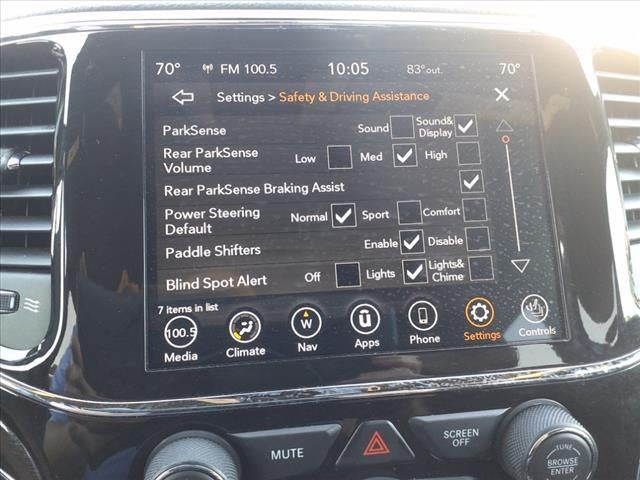 70° FM 100.5 10:05 83°out. 70°
Settings > Safety & Driving Assistance
ParkSense Sound Sound& Display
Rear ParkSense Volume Low Med High
Rear ParkSense Braking Assist
Power Steering Default Normal Sport Comfort
Paddle Shifters Enable Disable
Blind Spot Alert Off Lights Lights& Chime
7 items in list
100.5 W
Media Climate Nav Apps Phone Settings Controls
MUTE SCREEN OFF
TUNE
BROWSE
ENTER